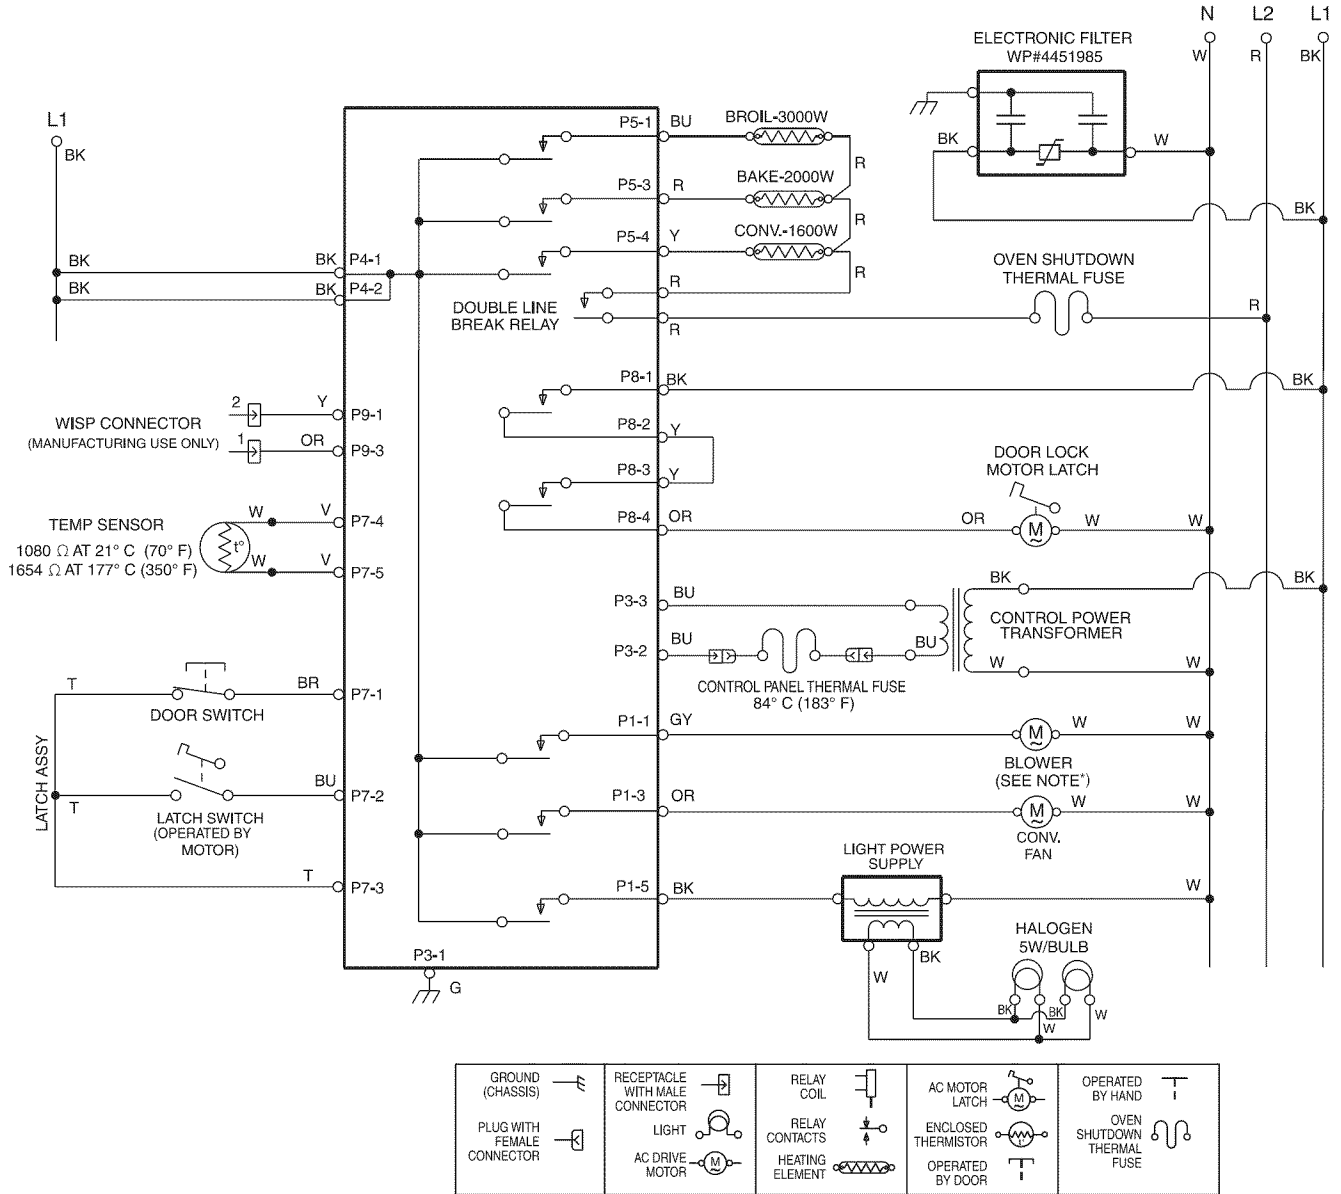 N L2 L1
ELECTRONIC FILTER
WP#4451985
W R BK
L1
BK
P5-1 BU BROIL-3000W
BK W
R
P5-3 R BAKE-2000W
R
BK
P5-4 Y CONV.-1600W
BK BK P4-1
BK BK P4-2
R
R
OVEN SHUTDOWN
THERMAL FUSE
DOUBLE LINE
BREAK RELAY
R
R
P8-1 BK BK
2 Y P9-1
WISP CONNECTOR
(MANUFACTURING USE ONLY)
1 OR P9-3
P8-2 Y
P8-3 Y
DOOR LOCK
MOTOR LATCH
TEMP SENSOR
1080 Ω AT 21° C (70° F)
1654 Ω AT 177° C (350° F)
W V P7-4
t°
W V P7-5
P8-4 OR OR M W W
P3-3 BU BK BK
CONTROL POWER
TRANSFORMER
P3-2 BU BU W W
CONTROL PANEL THERMAL FUSE
84° C (183° F)
T BR P7-1
DOOR SWITCH
P1-1 GY M W W
BLOWER
(SEE NOTE*)
LATCH ASSY
T BU P7-2
LATCH SWITCH
(OPERATED BY
MOTOR)
P1-3 OR M W W
CONV.
FAN
LIGHT POWER
SUPPLY
T P7-3
P1-5 BK W
HALOGEN
5W/BULB
W BK
BK BK W
W
P3-1
G
GROUND
(CHASSIS)
PLUG WITH
FEMALE
CONNECTOR
RECEPTACLE
WITH MALE
CONNECTOR
LIGHT
AC DRIVE
MOTOR
M
RELAY
COIL
RELAY
CONTACTS
HEATING
ELEMENT
AC MOTOR
LATCH
M
ENCLOSED
THERMISTOR
t°
OPERATED
BY DOOR
OPERATED
BY HAND
OVEN
SHUTDOWN
THERMAL
FUSE